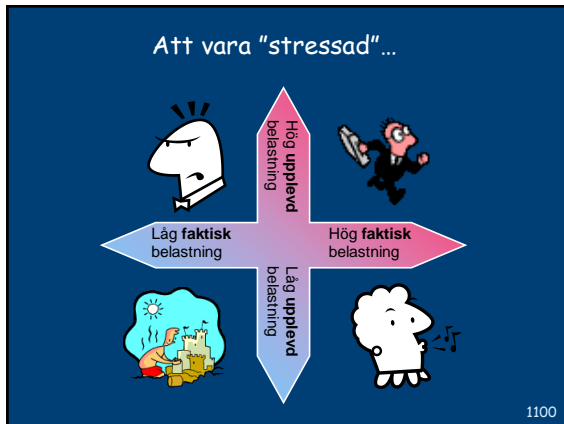 Att vara ”stressad”…
Hög upplevd
belastning
Låg faktisk
belastning
Hög faktisk
belastning
Låg upplevd
belastning
1100